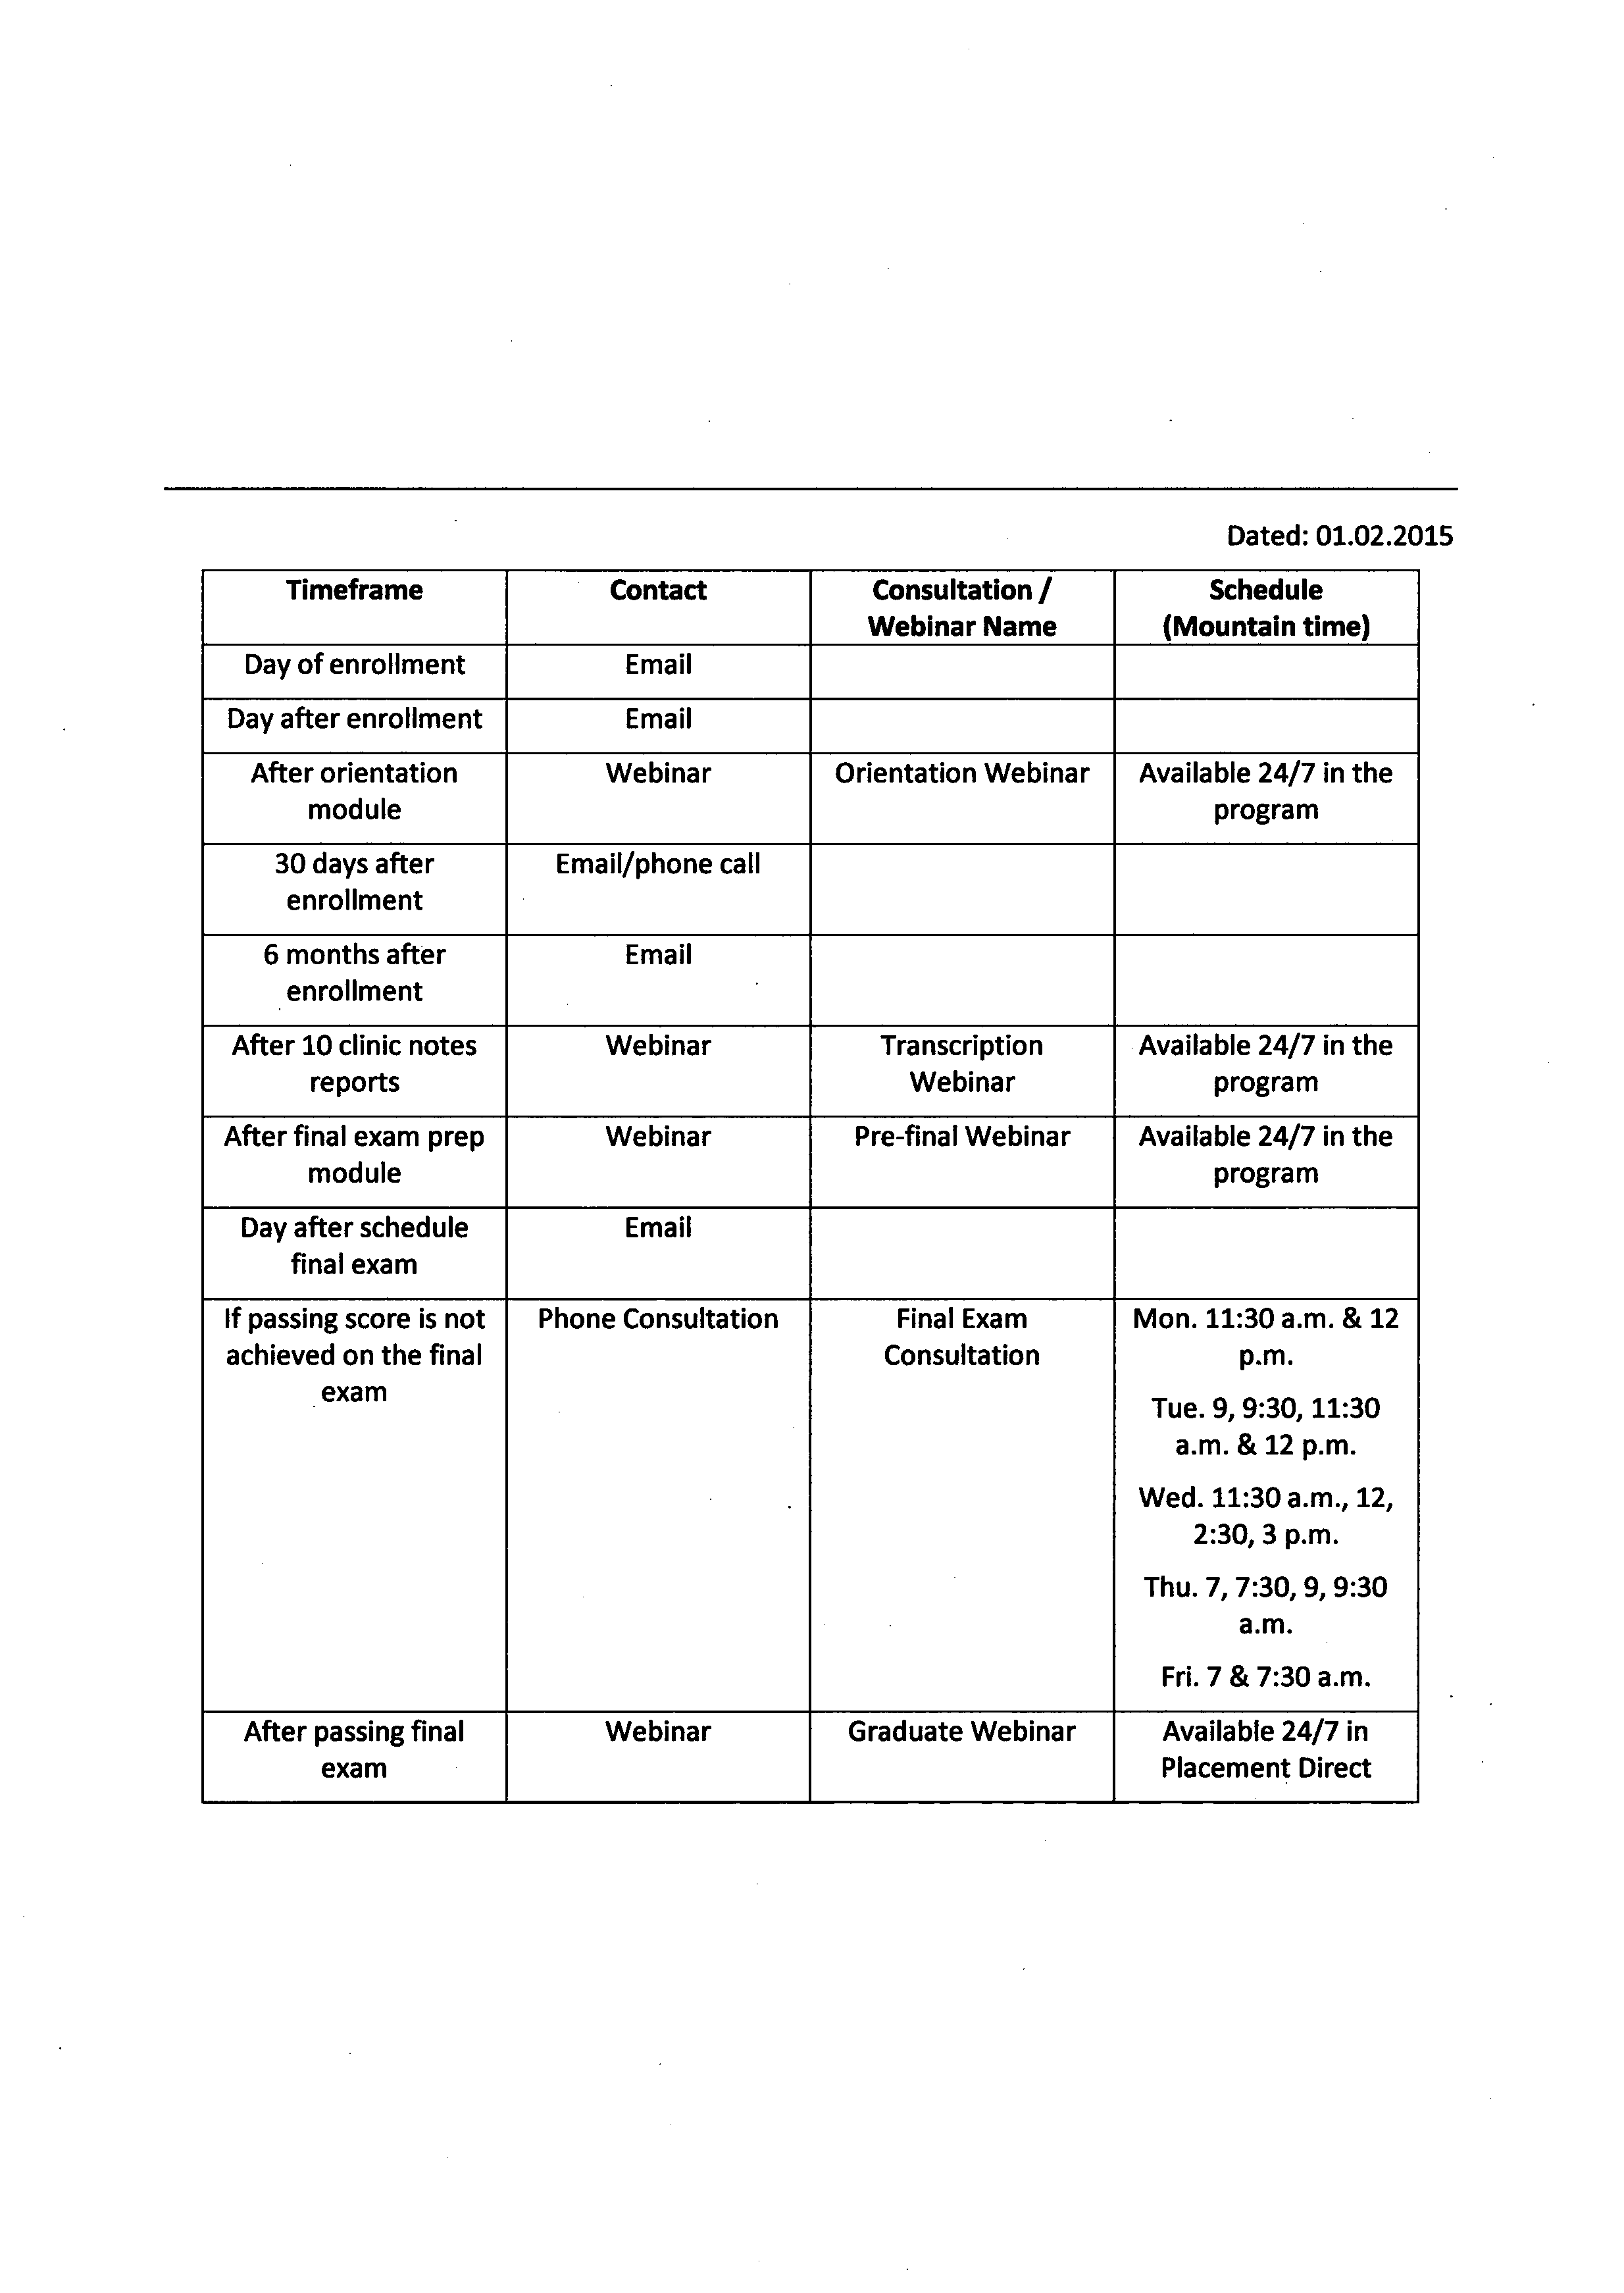 Dated: 01.02.2015
Timeframe Contact Consultation / Schedule
Webinar Name (Mountain time)
Day of enrollment Email
Day after enrollment Email
After orientation Webinar Orientation Webinar Available 24/7 in the
module program
30 days after Email/phone call
enrollment
6 months after Email
enrollment
After 10 clinic notes Webinar Transcription Available 24/7 in the
reports Webinar program
After final exam prep Webinar Pre-final Webinar Available 24/7 in the
module program
Day after schedule Email
final exam
If passing score is not Phone Consultation Final Exam Mon. 11:30 a.m. & 12
achieved on the final Consultation p.m.
exam
Tue. 9, 9:30, 11:30
a.m. & 12 p.m.
Wed. 11:30 a.m., 12,
2:30, 3 p.m.
Thu. 7, 7:30, 9, 9:30
a.m.
Fri. 7 & 7:30 a.m.
After passing final Webinar Graduate Webinar Available 24/7 in
exam Placement Direct